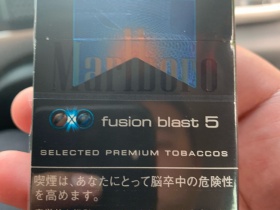 Marlboro
fusion blast 5
SELECTED PREMIUM TOBACCOS
喫煙は、あなたにとって脳卒中の危険性
を高めます。